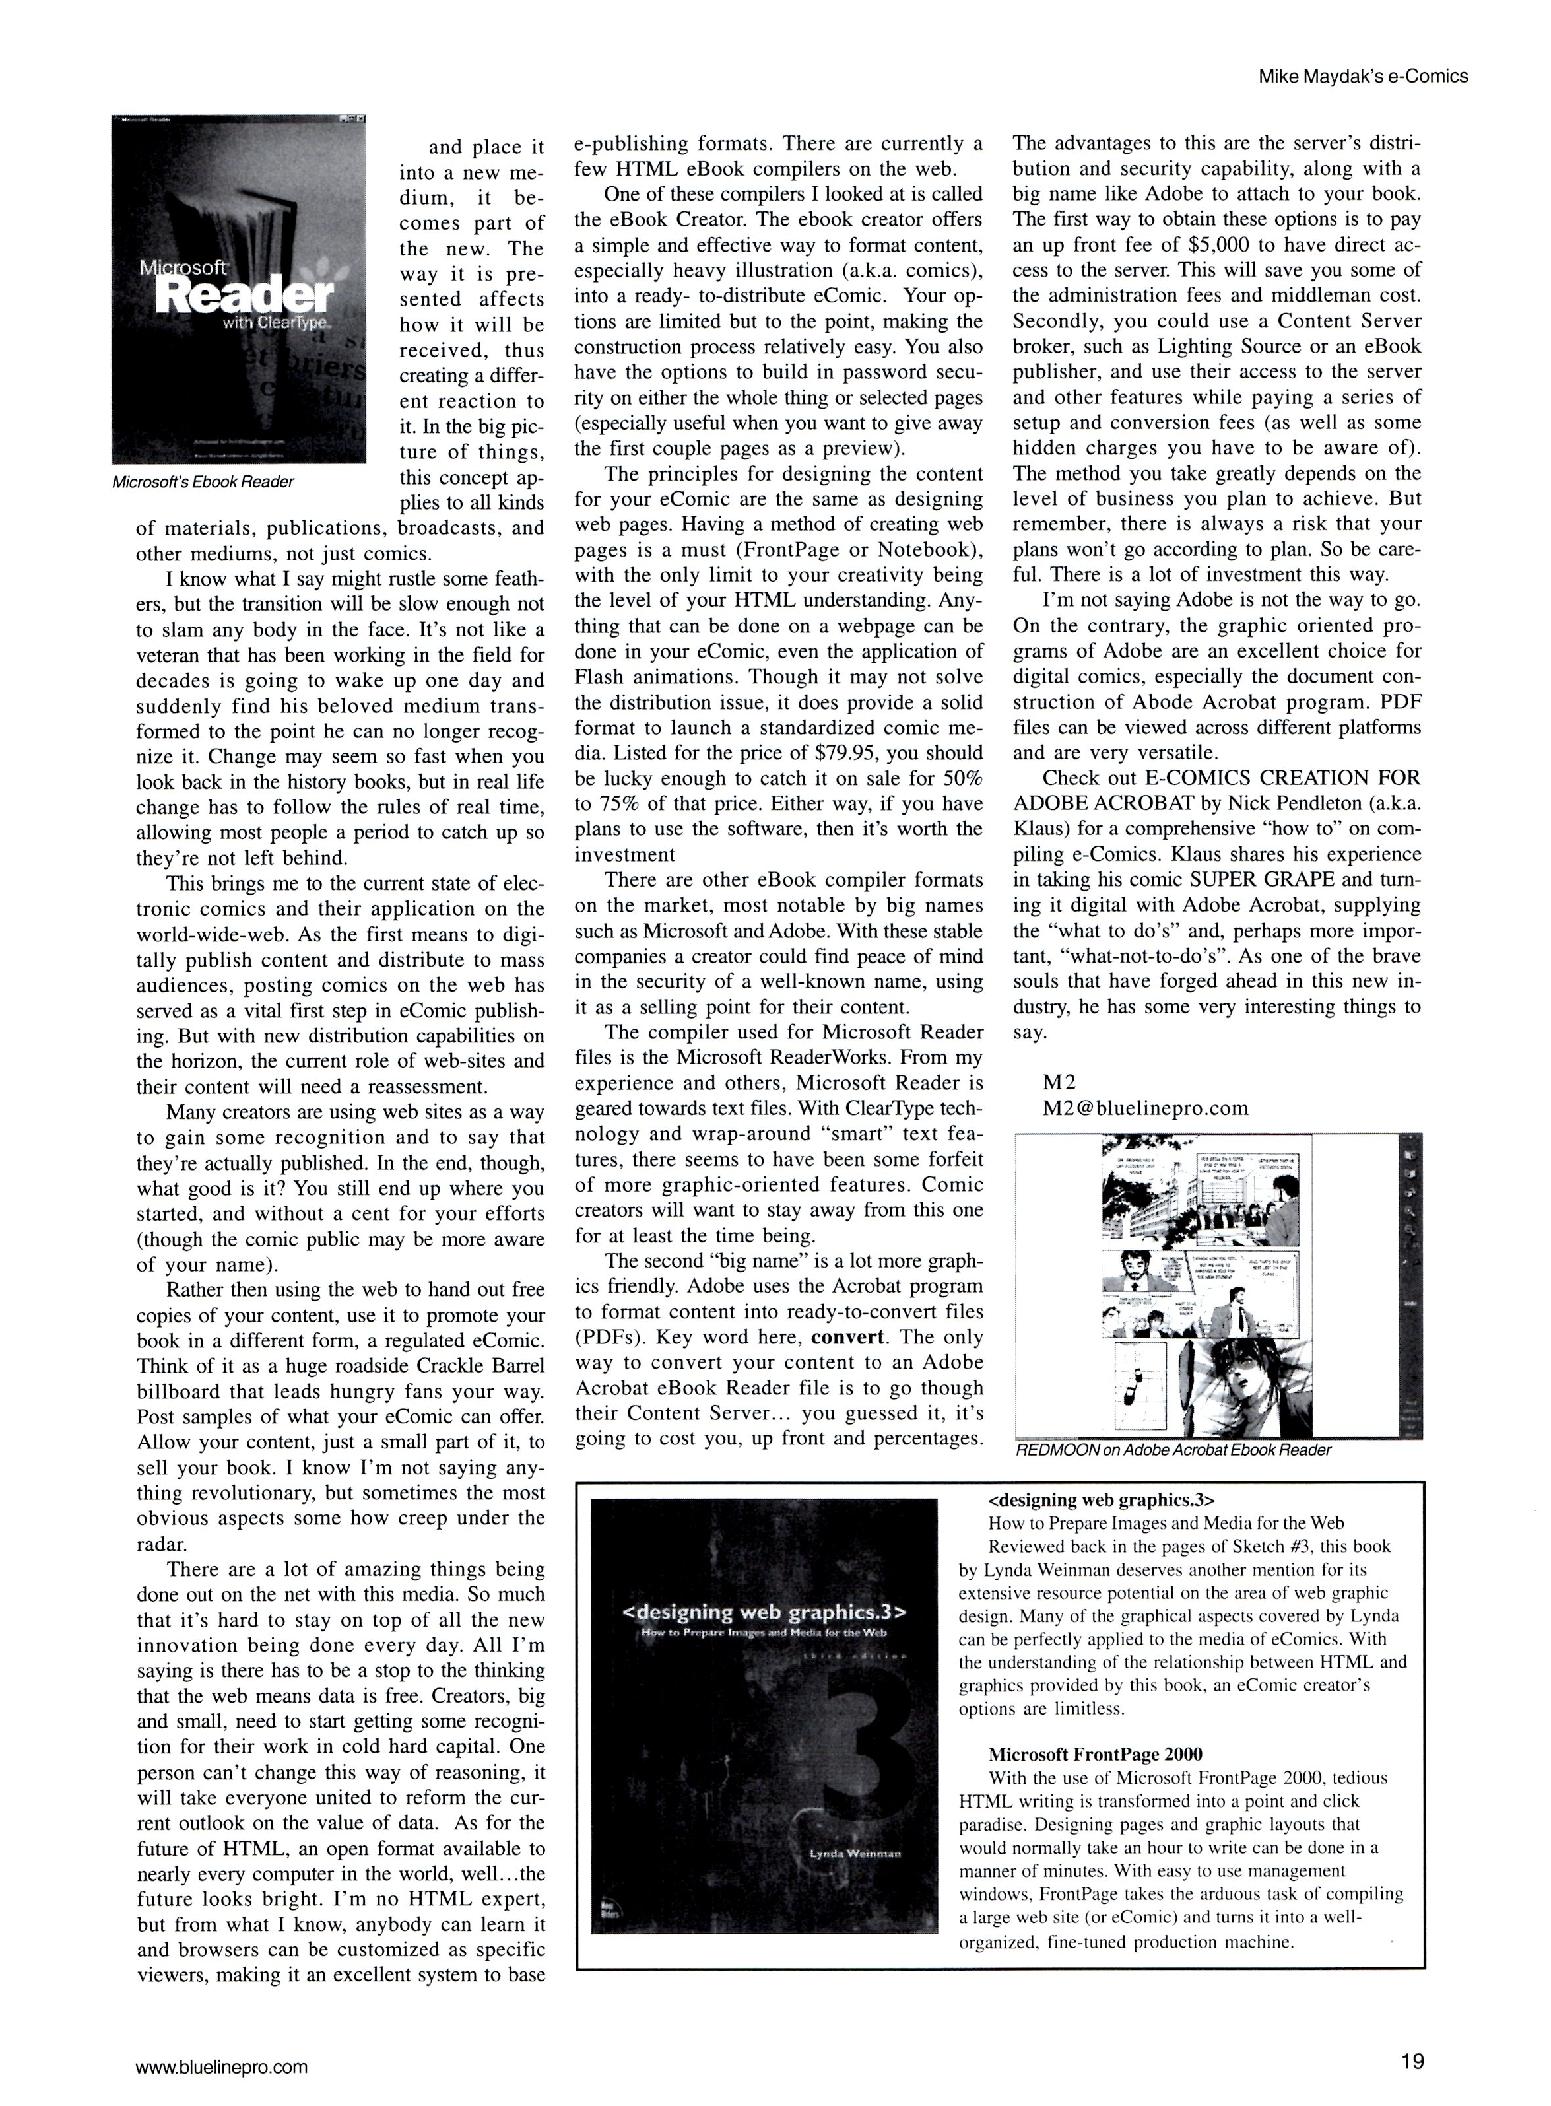 Mike Maydak's e-Comics
Microsoft
Reader
with ClearType
Microsoft's Ebook Reader
and place it
into a new me-
dium, it be-
comes part of
the new. The
way it is pre-
sented affects
how it will be
received, thus
creating a differ-
ent reaction to
it. In the big pic-
ture of things,
this concept ap-
plies to all kinds
of materials, publications, broadcasts, and
other mediums, not just comics.
I know what I say might rustle some feath-
ers, but the transition will be slow enough not
to slam any body in the face. It's not like a
veteran that has been working in the field for
decades is going to wake up one day and
suddenly find his beloved medium trans-
formed to the point he can no longer recog-
nize it. Change may seem so fast when you
look back in the history books, but in real life
change has to follow the rules of real time,
allowing most people a period to catch up so
they're not left behind.
This brings me to the current state of elec-
tronic comics and their application on the
world-wide-web. As the first means to digi-
tally publish content and distribute to mass
audiences, posting comics on the web has
served as a vital first step in eComic publish-
ing. But with new distribution capabilities on
the horizon, the current role of web-sites and
their content will need a reassessment.
Many creators are using web sites as a way
to gain some recognition and to say that
they're actually published. In the end, though,
what good is it? You still end up where you
started, and without a cent for your efforts
(though the comic public may be more aware
of your name).
Rather then using the web to hand out free
copies of your content, use it to promote your
book in a different form, a regulated eComic.
Think of it as a huge roadside Crackle Barrel
billboard that leads hungry fans your way.
Post samples of what your eComic can offer.
Allow your content, just a small part of it, to
sell your book. I know I'm not saying any-
thing revolutionary, but sometimes the most
obvious aspects some how creep under the
radar.
There are a lot of amazing things being
done out on the net with this media. So much
that it's hard to stay on top of all the new
innovation being done every day. All I'm
saying is there has to be a stop to the thinking
that the web means data is free. Creators, big
and small, need to start getting some recogni-
tion for their work in cold hard capital. One
person can't change this way of reasoning, it
will take everyone united to reform the cur-
rent outlook on the value of data. As for the
future of HTML, an open format available to
nearly every computer in the world, well...the
future looks bright. I'm no HTML expert,
but from what I know, anybody can learn it
and browsers can be customized as specific
viewers, making it an excellent system to base
e-publishing formats. There are currently a
few HTML eBook compilers on the web.
One of these compilers I looked at is called
the eBook Creator. The ebook creator offers
a simple and effective way to format content,
especially heavy illustration (a.k.a. comics),
into a ready- to-distribute eComic. Your op-
tions are limited but to the point, making the
construction process relatively easy. You also
have the options to build in password secu-
rity on either the whole thing or selected pages
(especially useful when you want to give away
the first couple pages as a preview).
The principles for designing the content
for your eComic are the same as designing
web pages. Having a method of creating web
pages is a must (FrontPage or Notebook),
with the only limit to your creativity being
the level of your HTML understanding. Any-
thing that can be done on a webpage can be
done in your eComic, even the application of
Flash animations. Though it may not solve
the distribution issue, it does provide a solid
format to launch a standardized comic me-
dia. Listed for the price of $79.95, you should
be lucky enough to catch it on sale for 50%
to 75% of that price. Either way, if you have
plans to use the software, then it's worth the
investment
There are other eBook compiler formats
on the market, most notable by big names
such as Microsoft and Adobe. With these stable
companies a creator could find peace of mind
in the security of a well-known name, using
it as a selling point for their content.
The compiler used for Microsoft Reader
files is the Microsoft ReaderWorks. From my
experience and others, Microsoft Reader is
geared towards text files. With ClearType tech-
nology and wrap-around "smart" text fea-
tures, there seems to have been some forfeit
of more graphic-oriented features. Comic
creators will want to stay away from this one
for at least the time being.
The second "big name" is a lot more graph-
ics friendly. Adobe uses the Acrobat program
to format content into ready-to-convert files
(PDFs). Key word here, convert. The only
way to convert your content to an Adobe
Acrobat eBook Reader file is to go though
their Content Server... you guessed it, it's
going to cost you, up front and percentages.
The advantages to this are the server's distri-
bution and security capability, along with a
big name like Adobe to attach to your book.
The first way to obtain these options is to pay
an up front fee of $5,000 to have direct ac-
cess to the server. This will save you some of
the administration fees and middleman cost.
Secondly, you could use a Content Server
broker, such as Lighting Source or an eBook
publisher, and use their access to the server
and other features while paying a series of
setup and conversion fees (as well as some
hidden charges you have to be aware of).
The method you take greatly depends on the
level of business you plan to achieve. But
remember, there is always a risk that your
plans won't go according to plan. So be care-
ful. There is a lot of investment this way.
I'm not saying Adobe is not the way to go.
On the contrary, the graphic oriented pro-
grams of Adobe are an excellent choice for
digital comics, especially the document con-
struction of Abode Acrobat program. PDF
files can be viewed across different platforms
and are very versatile.
Check out E-COMICS CREATION FOR
ADOBE ACROBAT by Nick Pendleton (a.k.a.
Klaus) for a comprehensive "how to" on com-
piling e-Comics. Klaus shares his experience
in taking his comic SUPER GRAPE and turn-
ing it digital with Adobe Acrobat, supplying
the "what to do's" and, perhaps more impor-
tant, "what-not-to-do's". As one of the brave
souls that have forged ahead in this new in-
dustry, he has some very interesting things to
say.
M2
M2@bluelinepro.com
REDMOON on Adobe Acrobat Ebook Reader
<designing web graphics.3>
How to Prepare Images and Media for the Web
third edition
3
Lynda Weinman
<designing web graphics.3>
How to Prepare Images and Media for the Web
Reviewed back in the pages of Sketch #3, this book
by Lynda Weinman deserves another mention for its
extensive resource potential on the area of web graphic
design. Many of the graphical aspects covered by Lynda
can be perfectly applied to the media of eComics. With
the understanding of the relationship between HTML and
graphics provided by this book, an eComic creator's
options are limitless.
Microsoft FrontPage 2000
With the use of Microsoft FrontPage 2000, tedious
HTML writing is transformed into a point and click
paradise. Designing pages and graphic layouts that
would normally take an hour to write can be done in a
manner of minutes. With easy to use management
windows, FrontPage takes the arduous task of compiling
a large web site (or eComic) and turns it into a well-
organized, fine-tuned production machine.
www.bluelinepro.com
19